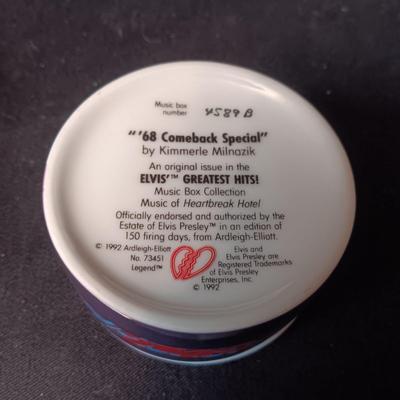 Music box
number 4589 B
"'68 Comeback Special"
by Kimmerle Milnazik
An original issue in the
ELVIS'™ GREATEST HITS!
Music Box Collection
Music of Heartbreak Hotel
Officially endorsed and authorized by the
Estate of Elvis Presley™ in an edition of
150 firing days, from Ardleigh-Elliott.
© 1992 Ardleigh-Elliott
No. 73451
Legend™
Elvis and
Elvis Presley are
Registered Trademarks
of Elvis Presley
Enterprises, Inc.
© 1992